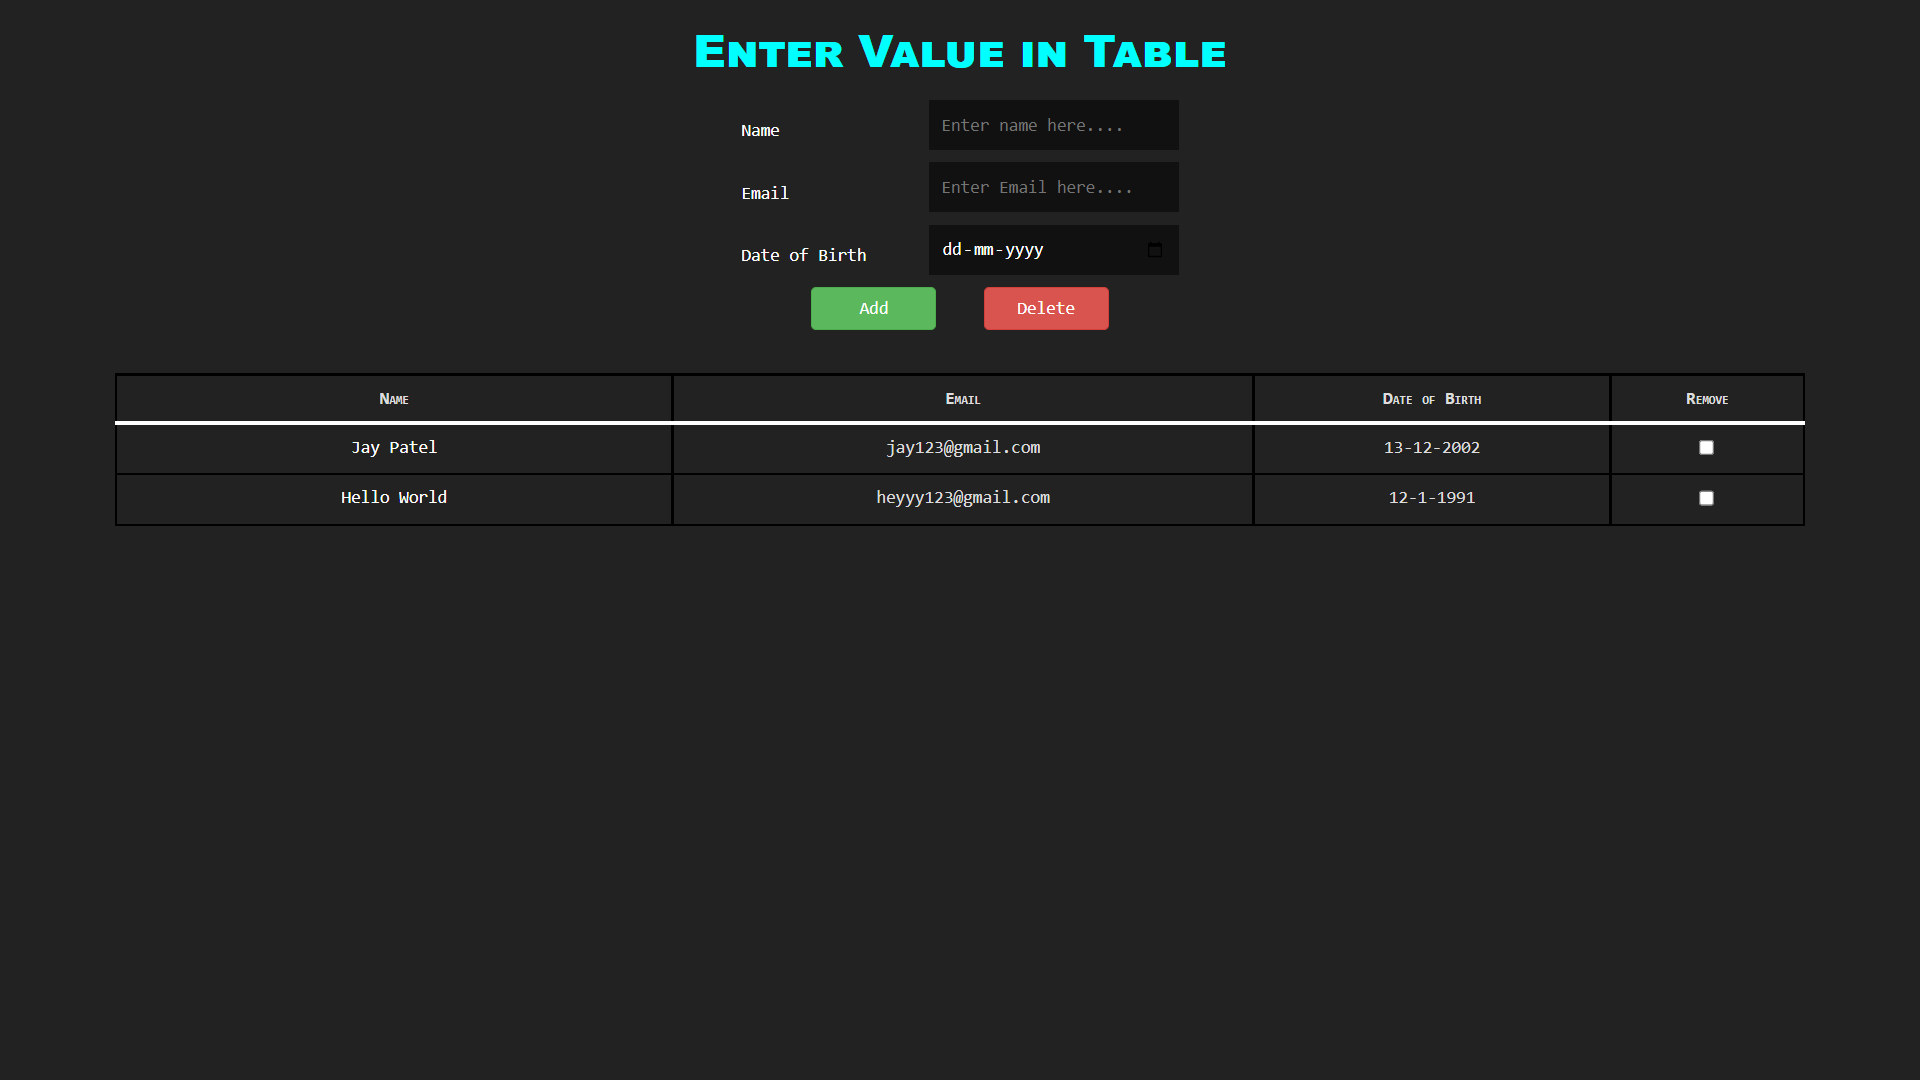 Enter Value in Table
Name Enter name here....
Email Enter Email here....
Date of Birth dd-mm-yyyy
Add Delete
Name Email Date of Birth Remove
Jay Patel jay123@gmail.com 13-12-2002
Hello World heyyy123@gmail.com 12-1-1991